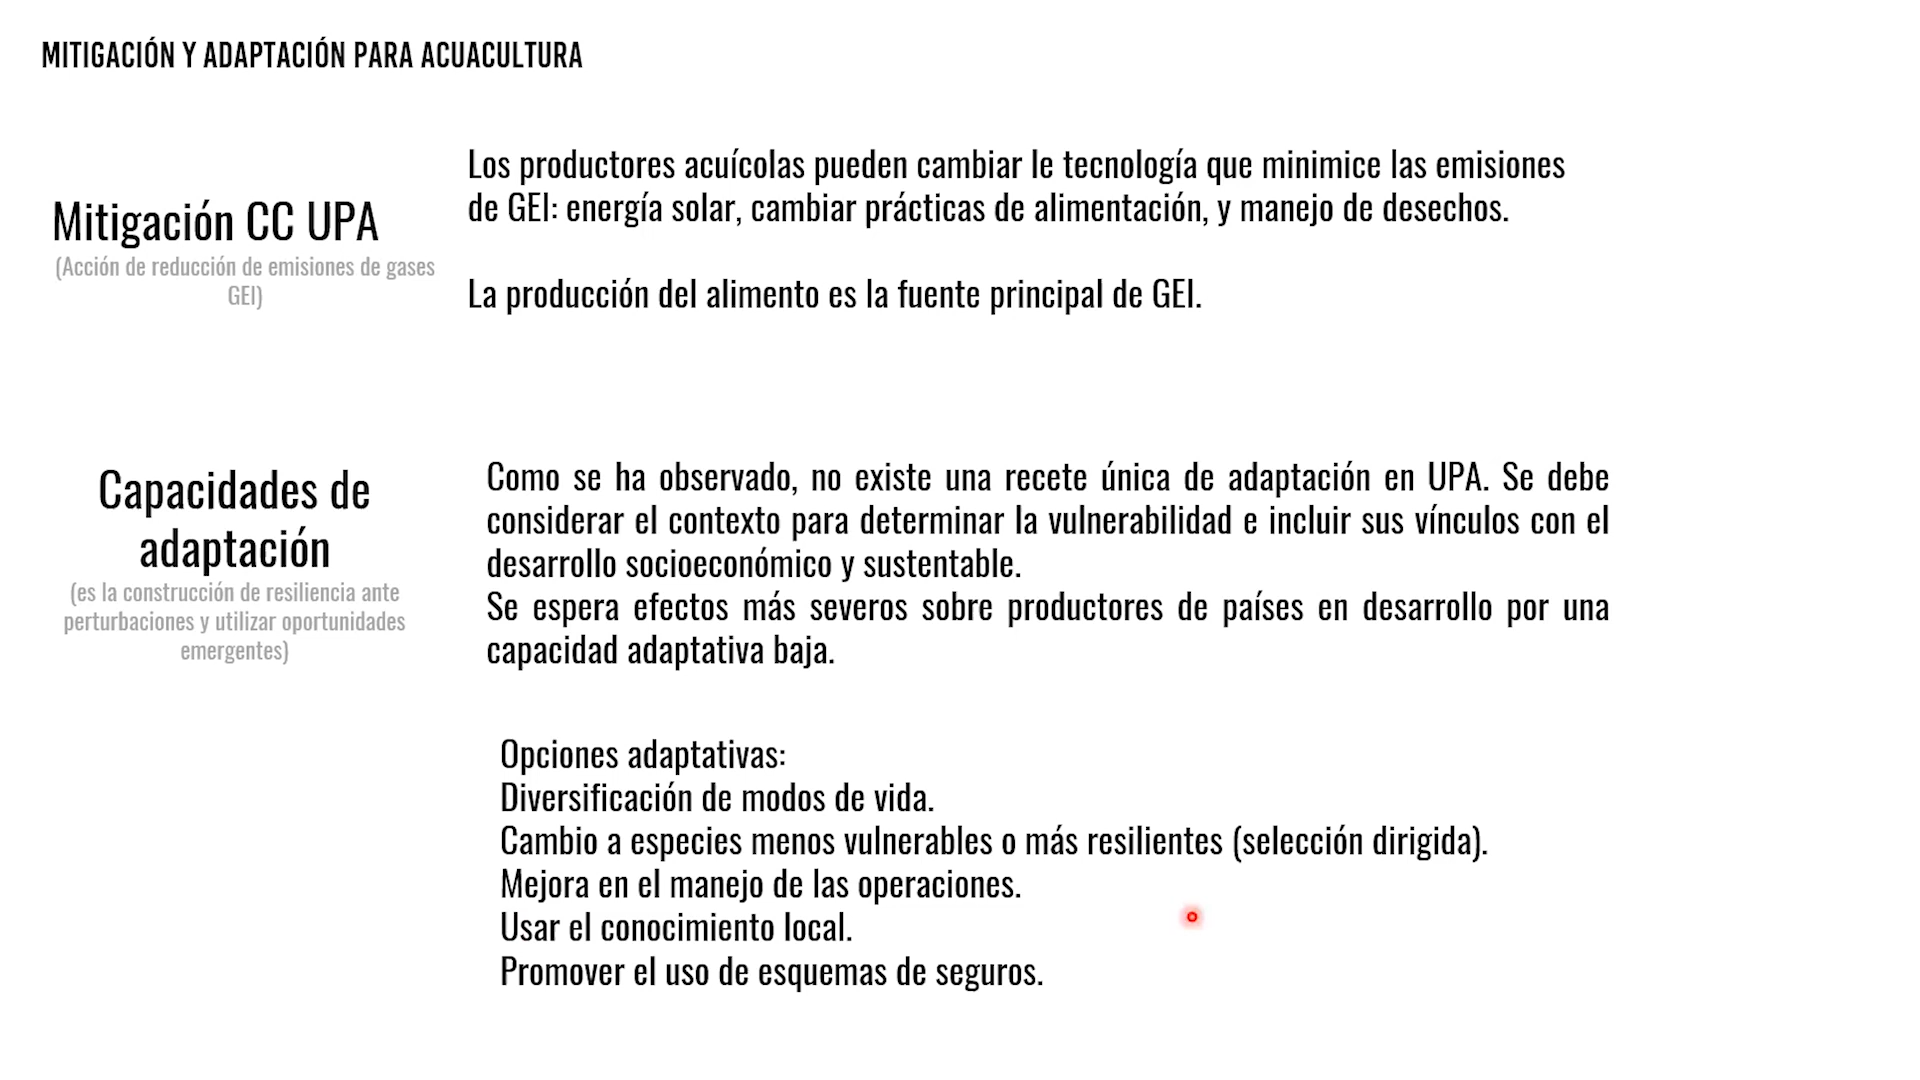 MITIGACIÓN Y ADAPTACIÓN PARA ACUACULTURA
Mitigación CC UPA
(Acción de reducción de emisiones de gases
GEI)
Los productores acuícolas pueden cambiar le tecnología que minimice las emisiones
de GEI: energía solar, cambiar prácticas de alimentación, y manejo de desechos.
La producción del alimento es la fuente principal de GEI.
Capacidades de
adaptación
(es la construcción de resiliencia ante
perturbaciones y utilizar oportunidades
emergentes)
Como se ha observado, no existe una recete única de adaptación en UPA. Se debe
considerar el contexto para determinar la vulnerabilidad e incluir sus vínculos con el
desarrollo socioeconómico y sustentable.
Se espera efectos más severos sobre productores de países en desarrollo por una
capacidad adaptativa baja.
Opciones adaptativas:
Diversificación de modos de vida.
Cambio a especies menos vulnerables o más resilientes (selección dirigida).
Mejora en el manejo de las operaciones.
Usar el conocimiento local.
Promover el uso de esquemas de seguros.